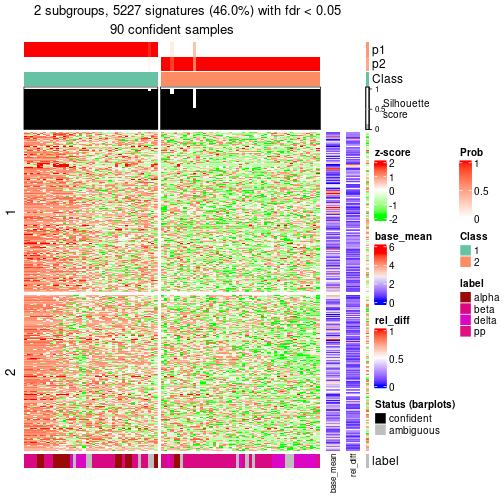 2 subgroups, 5227 signatures (46.0%) with fdr < 0.05
90 confident samples
p1
p2
Class
1
0.5
0
Silhouette
score
1
2
z-score
2
1
0
-1
-2
base_mean
6
4
2
0
rel_diff
1
0.5
0
Status (barplots)
confident
ambiguous
Prob
1
0.5
0
Class
1
2
label
alpha
beta
delta
pp
label
base_mean
rel_diff